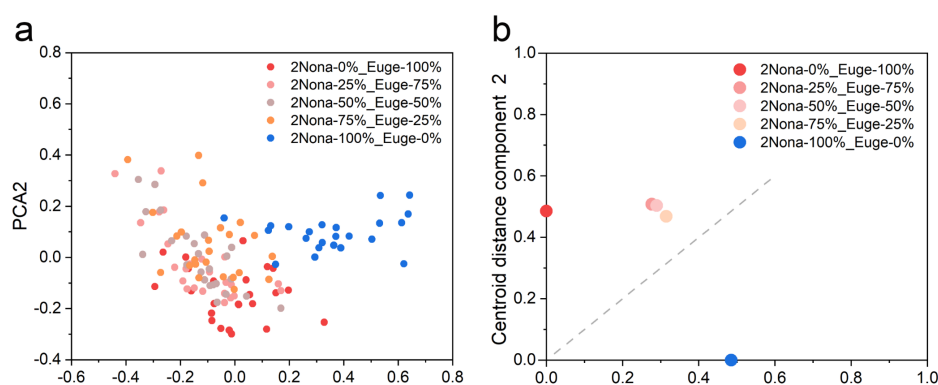 a
0.8
0.6
0.4
0.2
0.0
-0.2
-0.4
PCA2
-0.6
-0.4
-0.2
0.0
0.2
0.4
0.6
0.8
2Nona-0%_Euge-100%
2Nona-25%_Euge-75%
2Nona-50%_Euge-50%
2Nona-75%_Euge-25%
2Nona-100%_Euge-0%
b
1.0
0.8
0.6
0.4
0.2
0.0
Centroid distance component 2
0.0
0.2
0.4
0.6
0.8
1.0
2Nona-0%_Euge-100%
2Nona-25%_Euge-75%
2Nona-50%_Euge-50%
2Nona-75%_Euge-25%
2Nona-100%_Euge-0%